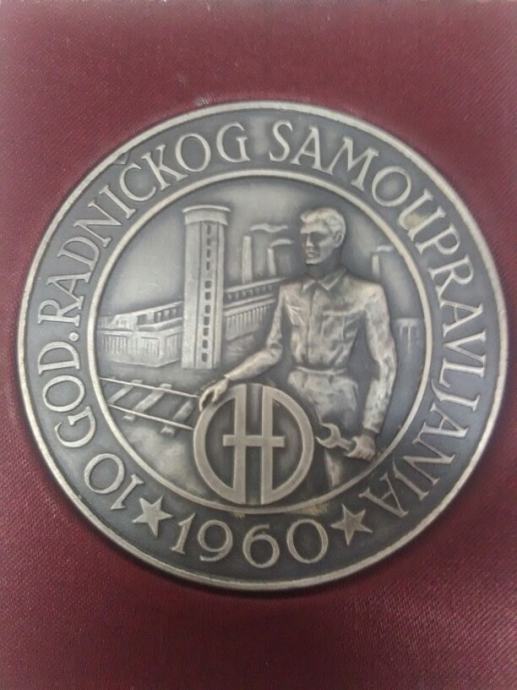 10 GOD. RADNIČKOG SAMOUPRAVLJANJA
★ 1960 ★